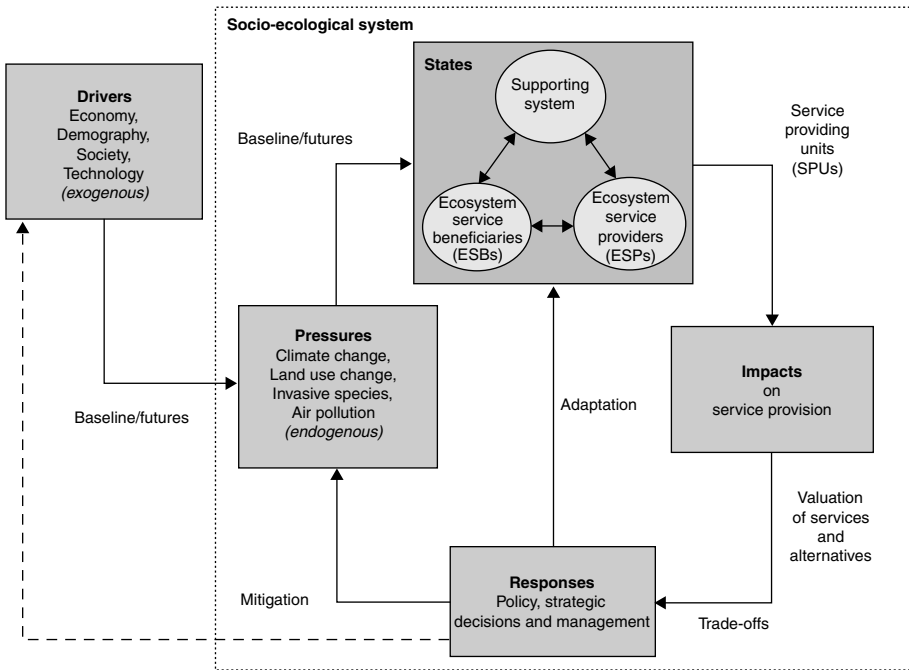 Socio-ecological system
Drivers
Economy,
Demography,
Society,
Technology
(exogenous)
Baseline/futures
States
Supporting
system
Ecosystem
service
beneficiaries
(ESBs)
Ecosystem
service
providers
(ESPs)
Service
providing
units
(SPUs)
Pressures
Climate change,
Land use change,
Invasive species,
Air pollution
(endogenous)
Baseline/futures
Adaptation
Impacts
on
service provision
Valuation
of services
and
alternatives
Mitigation
Responses
Policy, strategic
decisions and management
Trade-offs